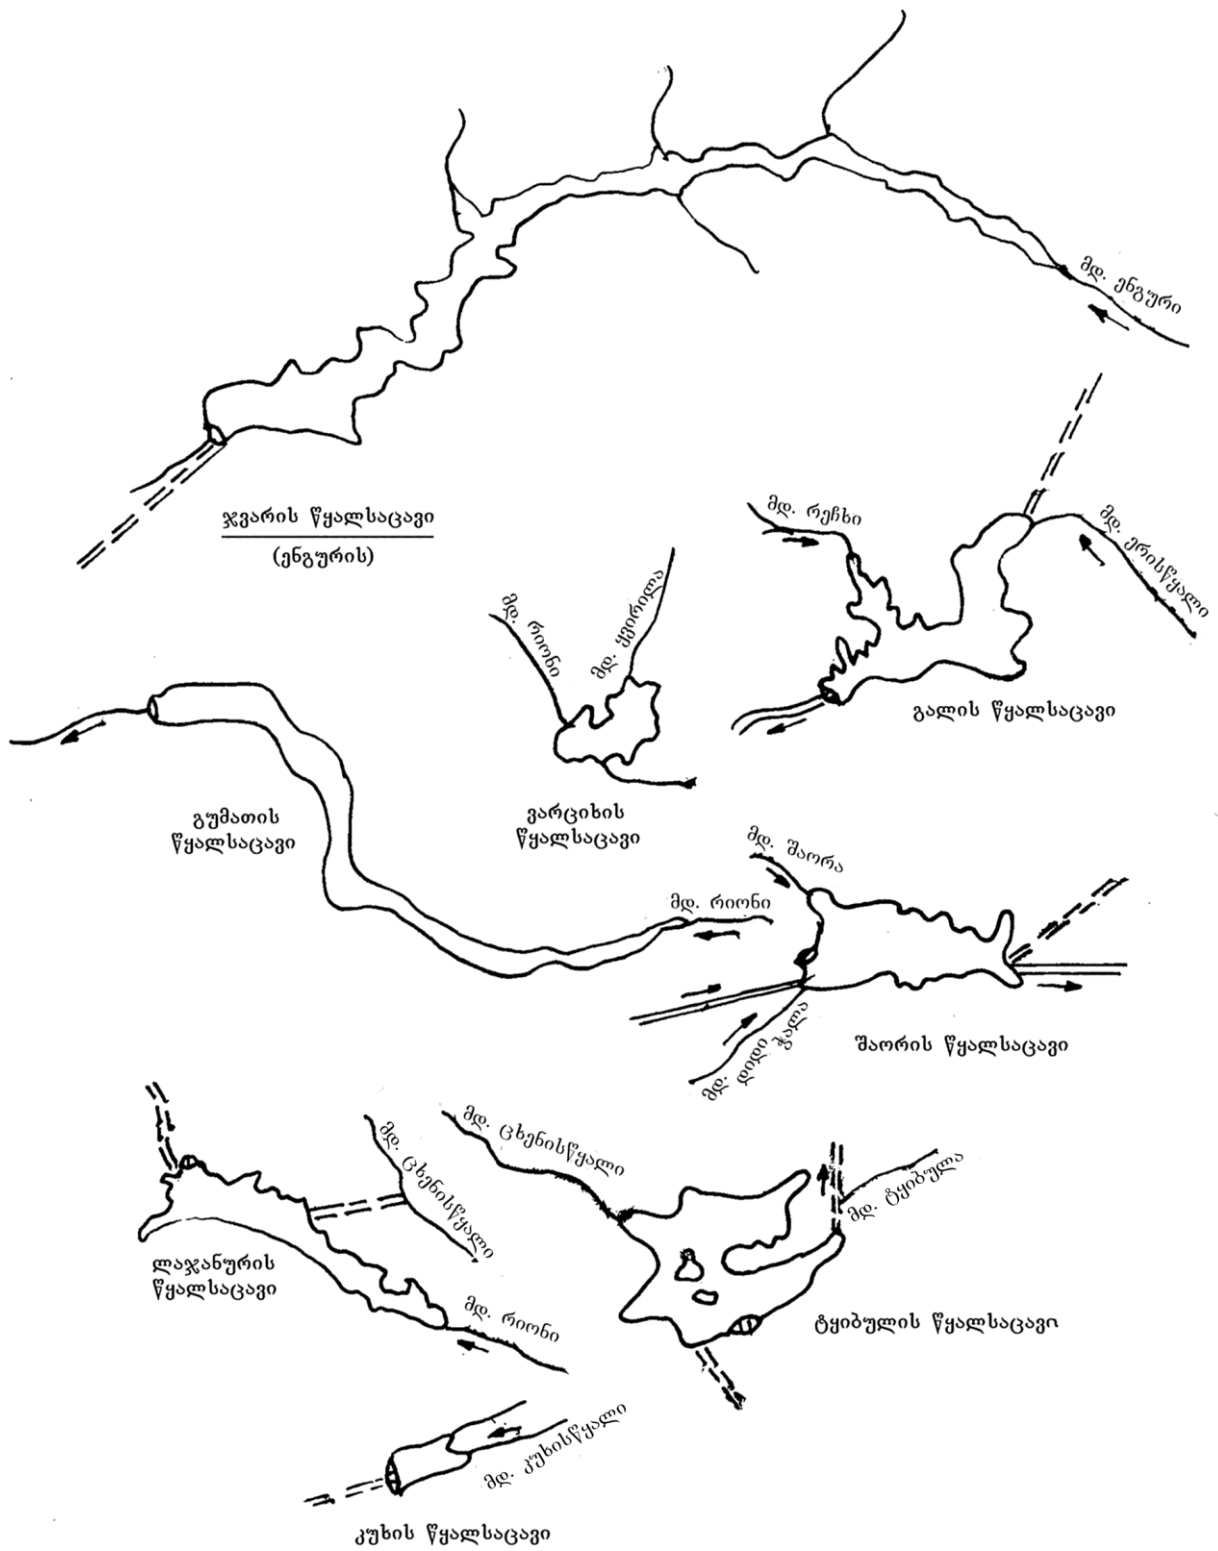 მდ. ენგური
ჯვარის წყალსაცავი
(ენგურის)
მდ. რეჩხი
მდ. ერისწყალი
გალის წყალსაცავი
მდ. რიონი
მდ. ყვირილა
ვარციხის
წყალსაცავი
გუმათის
წყალსაცავი
მდ. რიონი
მდ. შაორა
მდ. დიდი
ჭალა
შაორის წყალსაცავი
მდ. ცხენისწყალი
ლაჯანურის
წყალსაცავი
მდ. რიონი
მდ. ცხენისწყალი
მდ. ტყიბულა
ტყიბულის წყალსაცავი
მდ. კუხისწყალი
კუხის წყალსაცავი